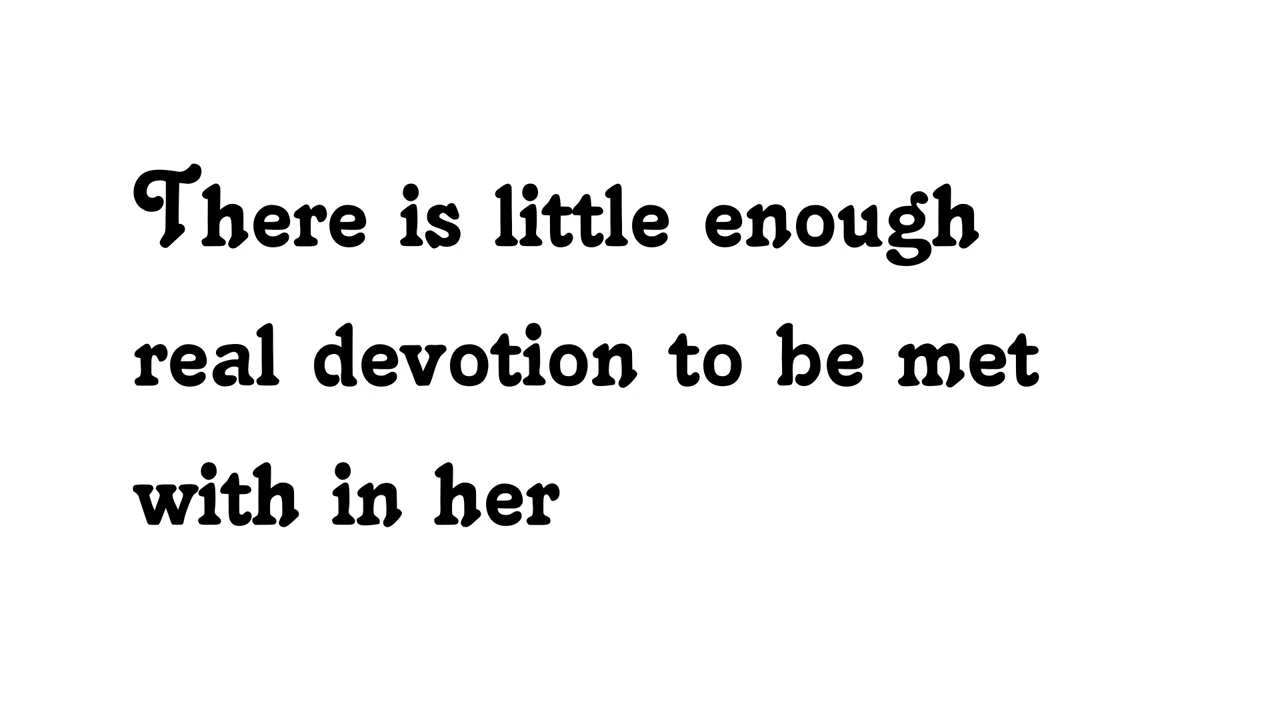 There is little enough
real devotion to be met
with in her